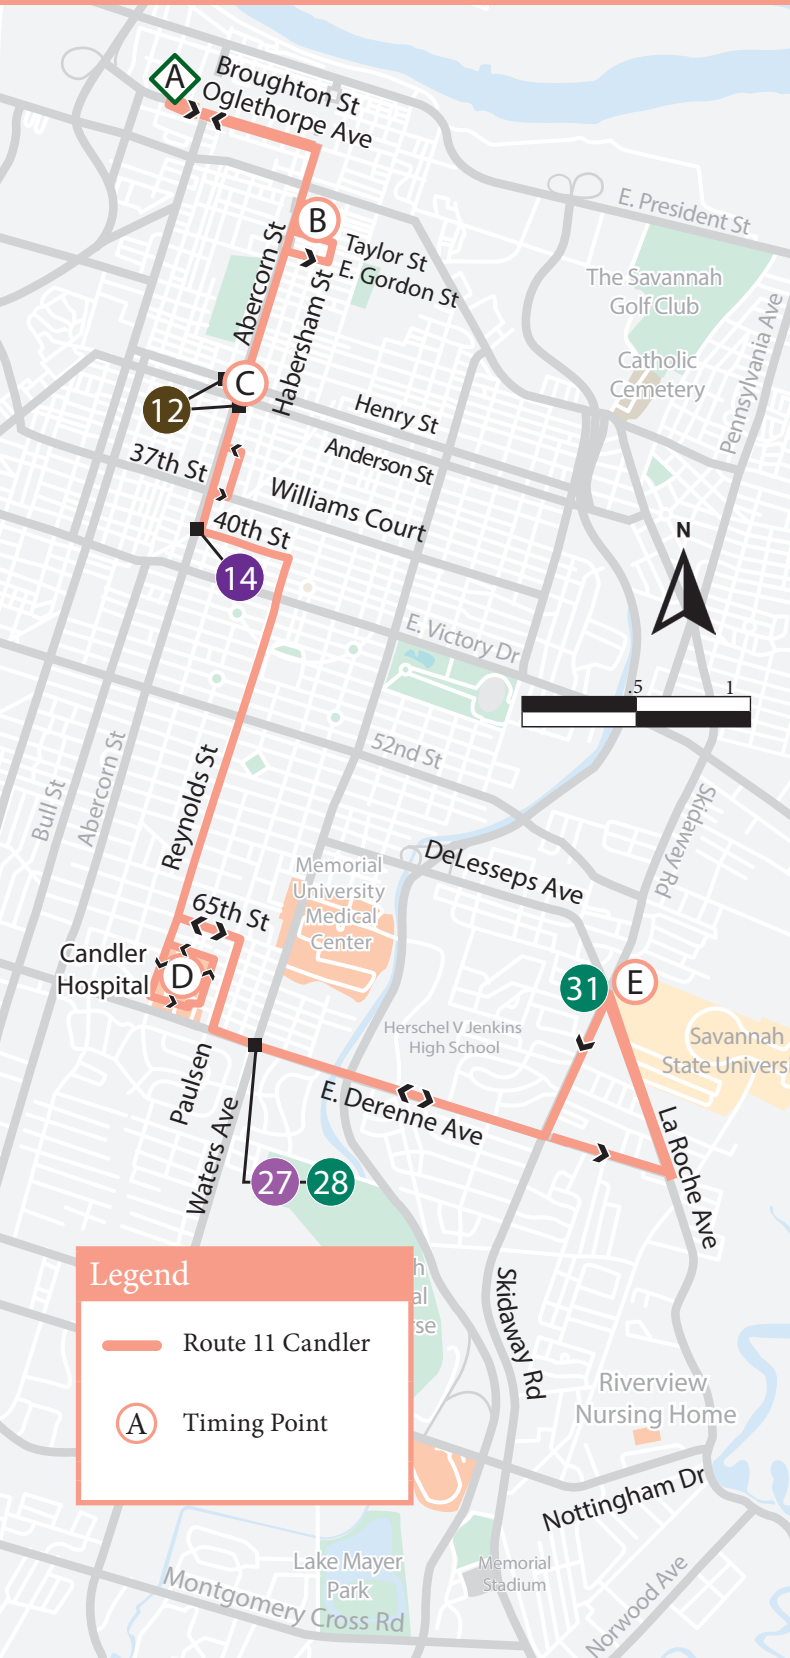 A
Broughton St
Oglethorpe Ave
E. President St
B
Taylor St
E. Gordon St
Abercorn St
Habersham St
The Savannah
Golf Club
Catholic
Cemetery
Pennsylvania Ave
C
12
Henry St
Anderson St
37th St
Williams Court
40th St
14
N
E. Victory Dr
.5
1
52nd St
Bull St
Abercorn St
Reynolds St
Skidaway Rd
DeLesseps Ave
Memorial
University
Medical
Center
65th St
Candler
Hospital
D
31
E
Herschel V Jenkins
High School
Savannah
State Universi
Paulsen
Waters Ave
E. Derenne Ave
La Roche Ave
27
28
Legend
Route 11 Candler
A
Timing Point
h
al
se
Skidaway Rd
Riverview
Nursing Home
Nottingham Dr
Lake Mayer
Park
Memorial
Stadium
Montgomery Cross Rd
Norwood Ave